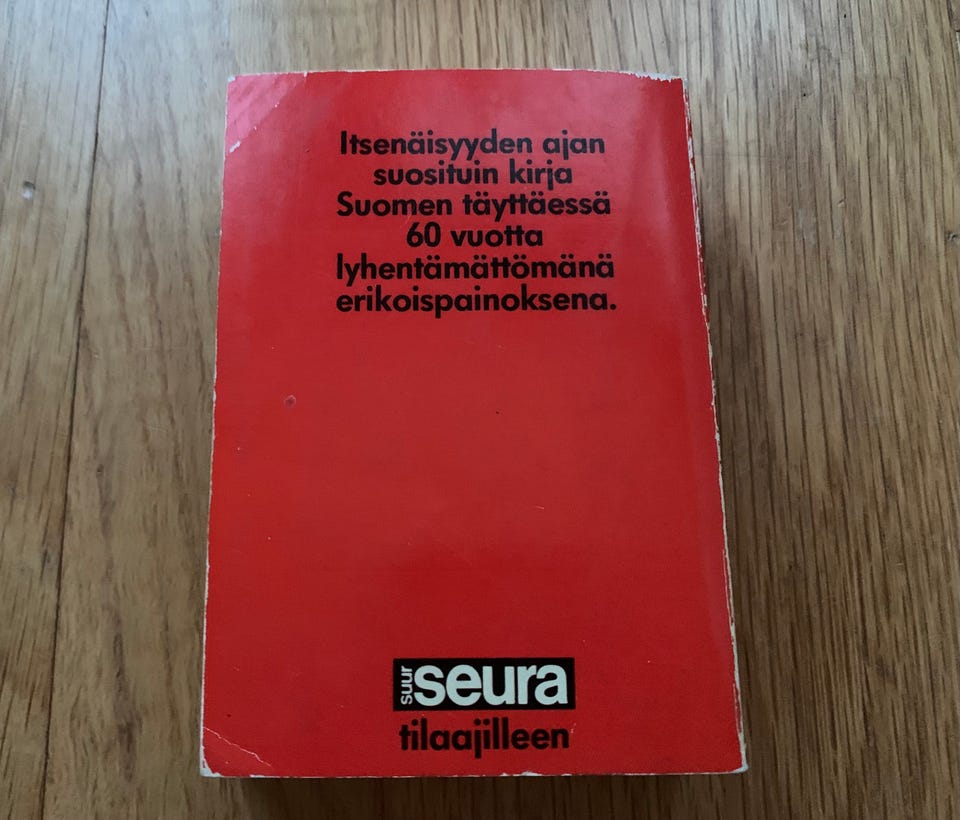 Itsenäisyyden ajan
suosituin kirja
Suomen täyttäessä
60 vuotta
lyhentämättömänä
erikoispainoksena.
suur seura
tilaajilleen